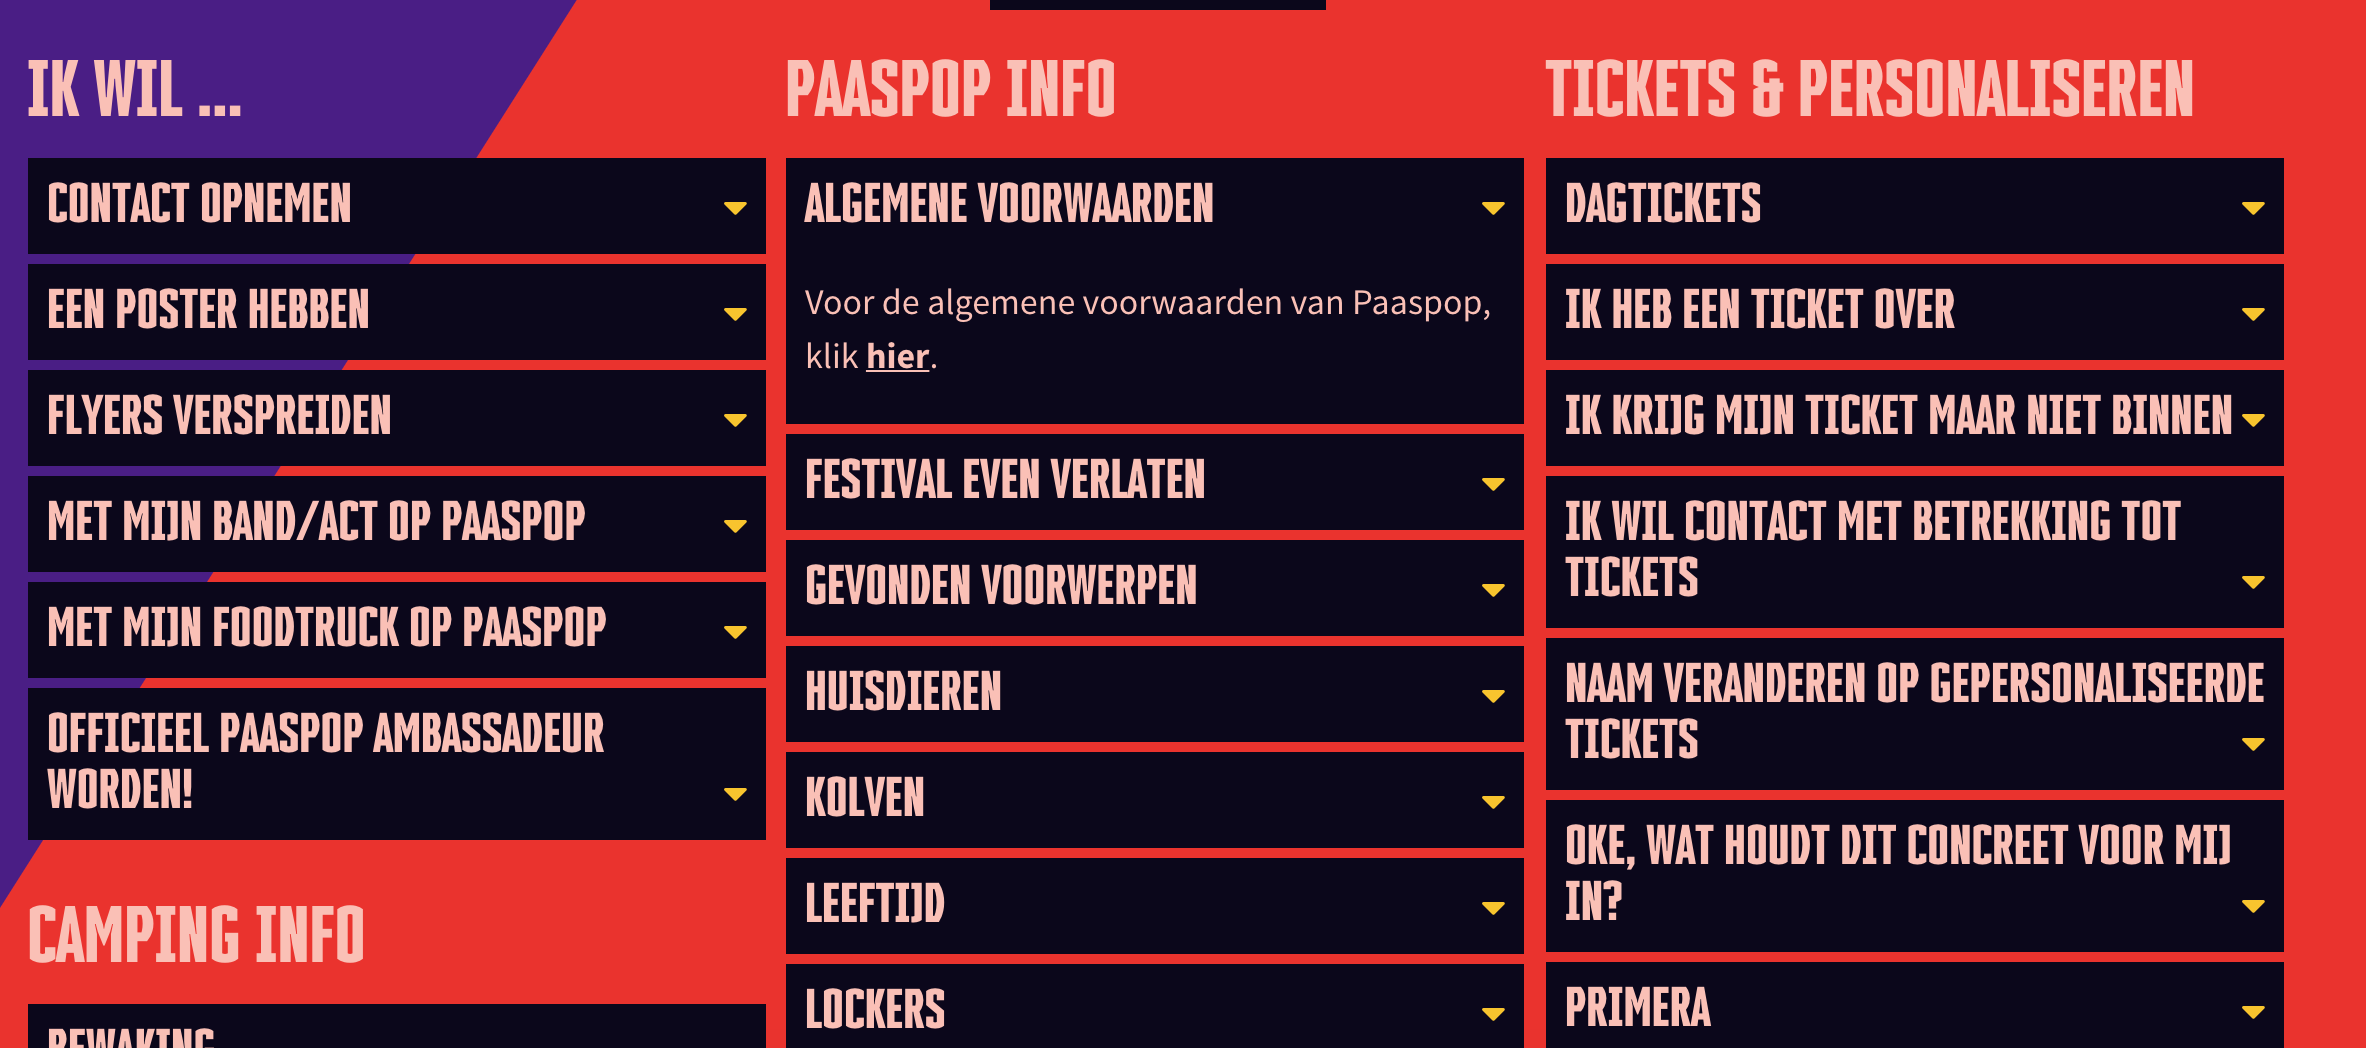 IK WIL ...
CONTACT OPNEMEN
EEN POSTER HEBBEN
FLYERS VERSPREIDEN
MET MIJN BAND/ACT OP PAASPOP
MET MIJN FOODTRUCK OP PAASPOP
OFFICIEEL PAASPOP AMBASSADEUR
WORDEN!
CAMPING INFO
BEWAKING
PAASPOP INFO
ALGEMENE VOORWAARDEN
Voor de algemene voorwaarden van Paaspop,
klik hier.
FESTIVAL EVEN VERLATEN
GEVONDEN VOORWERPEN
HUISDIEREN
KOLVEN
LEEFTIJD
LOCKERS
TICKETS & PERSONALISEREN
DAGTICKETS
IK HEB EEN TICKET OVER
IK KRIJG MIJN TICKET MAAR NIET BINNEN
IK WIL CONTACT MET BETREKKING TOT
TICKETS
NAAM VERANDEREN OP GEPERSONALISEERDE
TICKETS
OKE, WAT HOUDT DIT CONCREET VOOR MIJ
IN?
PRIMERA